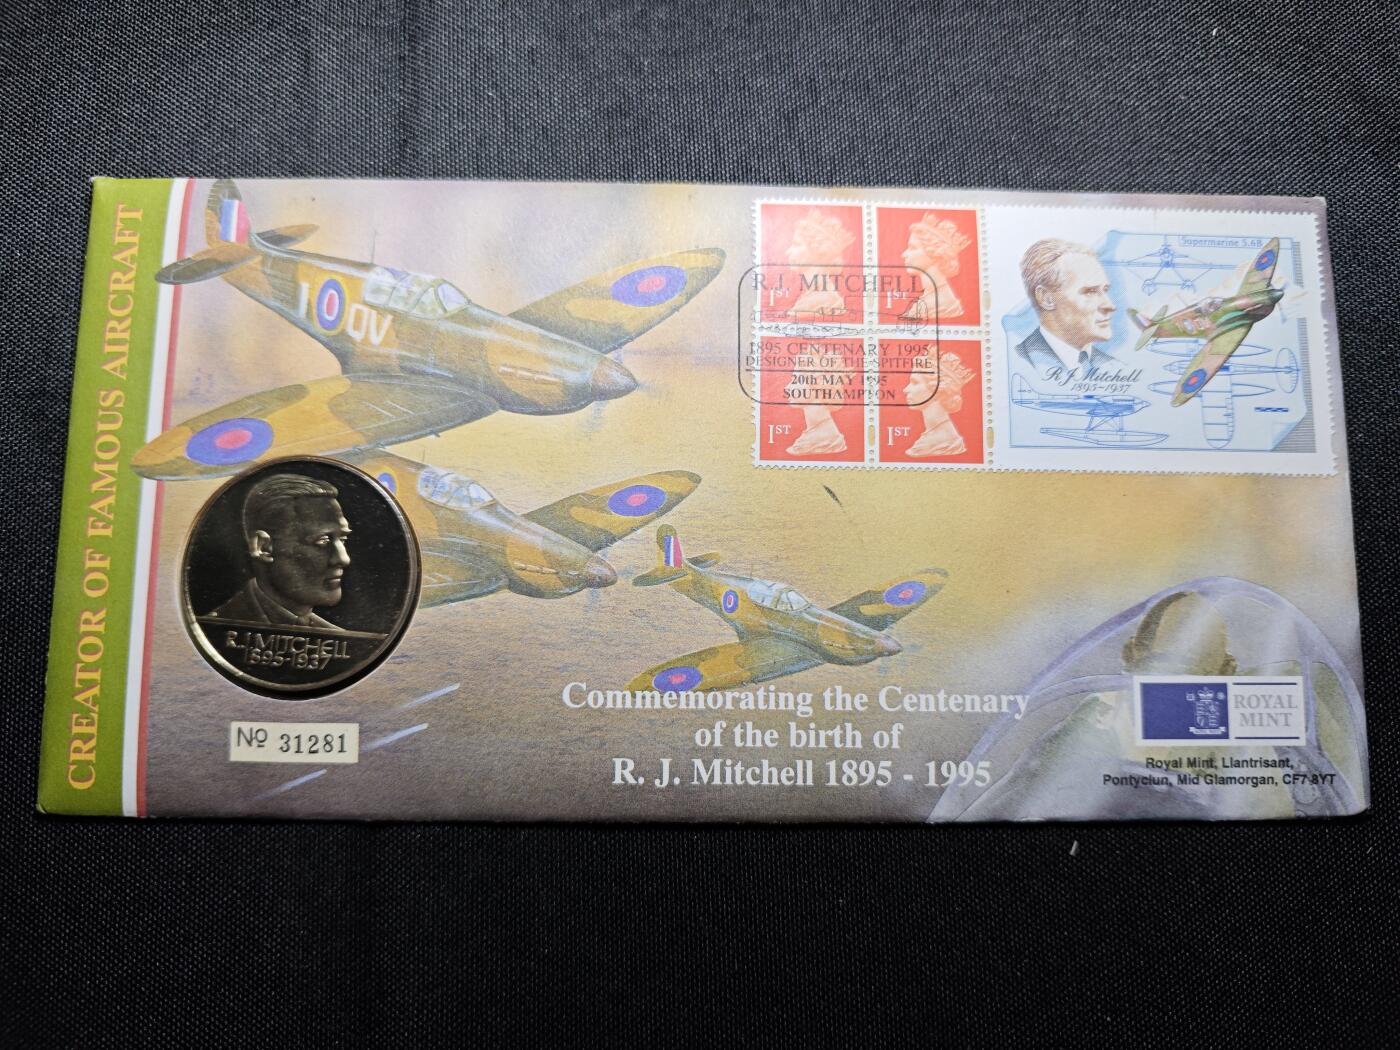 CREATOR OF FAMOUS AIRCRAFT
I QV
R.J. MITCHELL
1895 CENTENARY 1995
DESIGNER OF THE SPITFIRE
20th MAY 1995
SOUTHAMPTON
1ST
1ST
1ST
1ST
Supermarine S.6B
R J Mitchell
1895-1937
R.J. MITCHELL
1895-1937
No 31281
Commemorating the Centenary
of the birth of
R. J. Mitchell 1895 - 1995
ROYAL
MINT
Royal Mint, Llantrisant,
Pontyclun, Mid Glamorgan, CF7 8YT